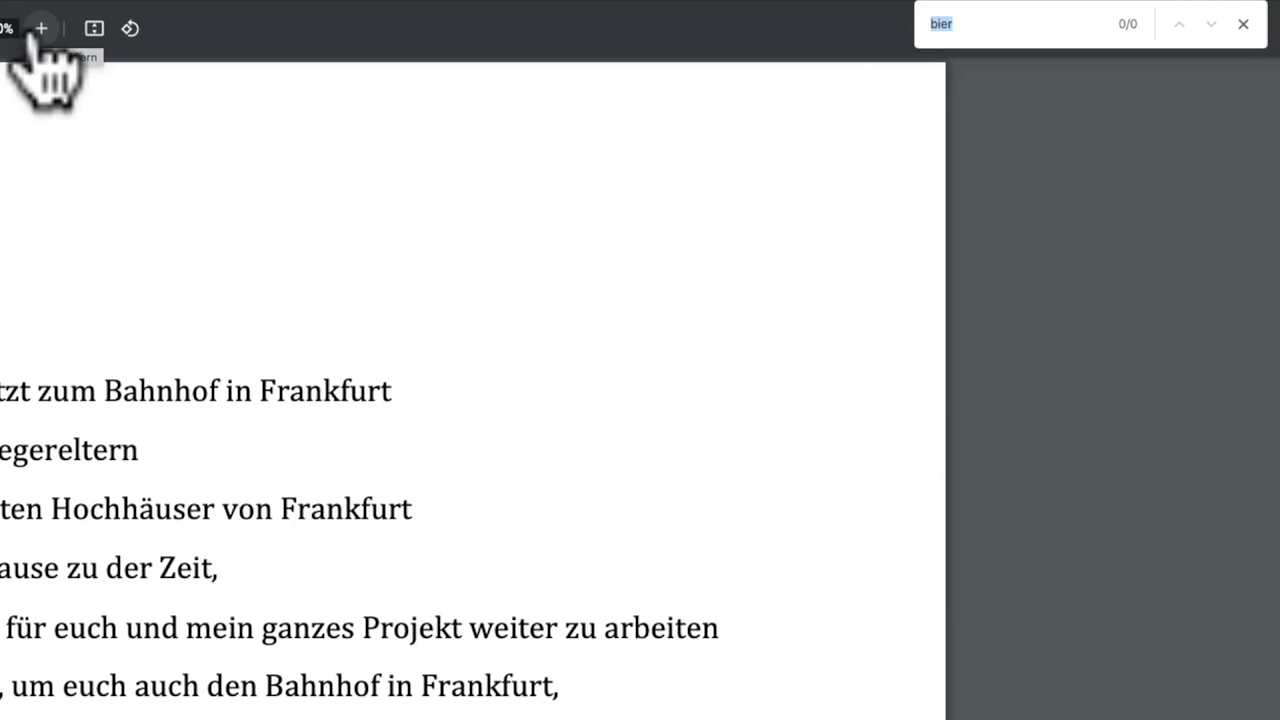 0%
bier
0/0
rn
tzt zum Bahnhof in Frankfurt
egereltern
ten Hochhäuser von Frankfurt
ause zu der Zeit,
für euch und mein ganzes Projekt weiter zu arbeiten
, um euch auch den Bahnhof in Frankfurt,